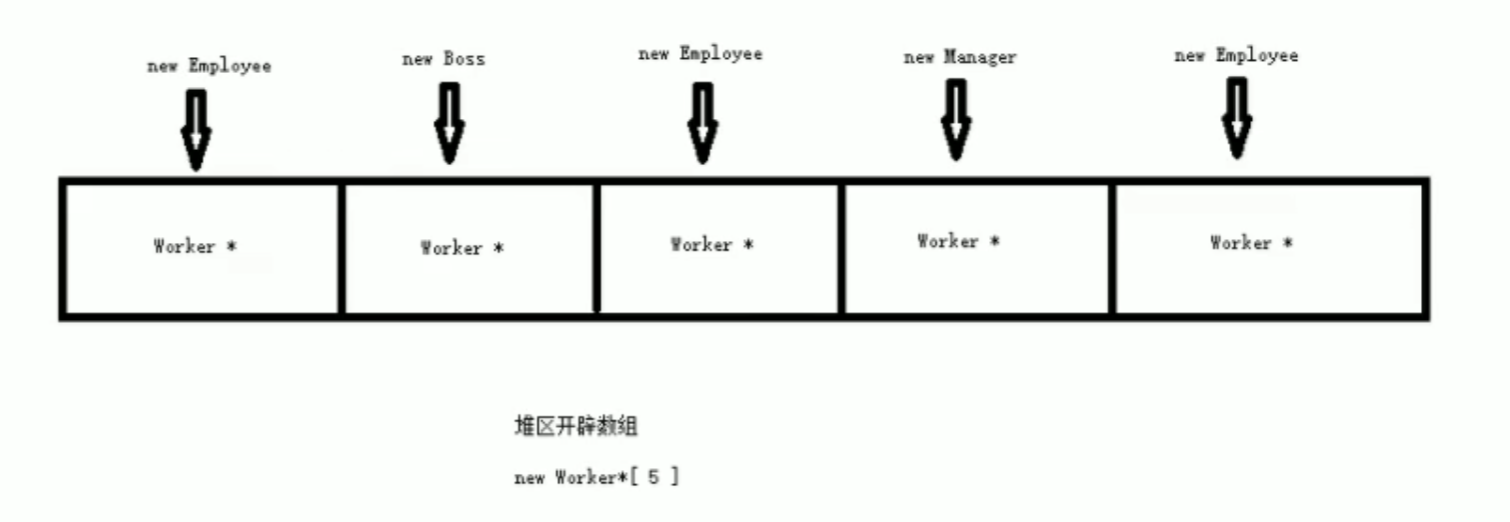 new Employee
new Boss
new Employee
new Manager
new Employee
Worker *
Worker *
Worker *
Worker *
Worker *
堆区开辟数组
new Worker*[ 5 ]